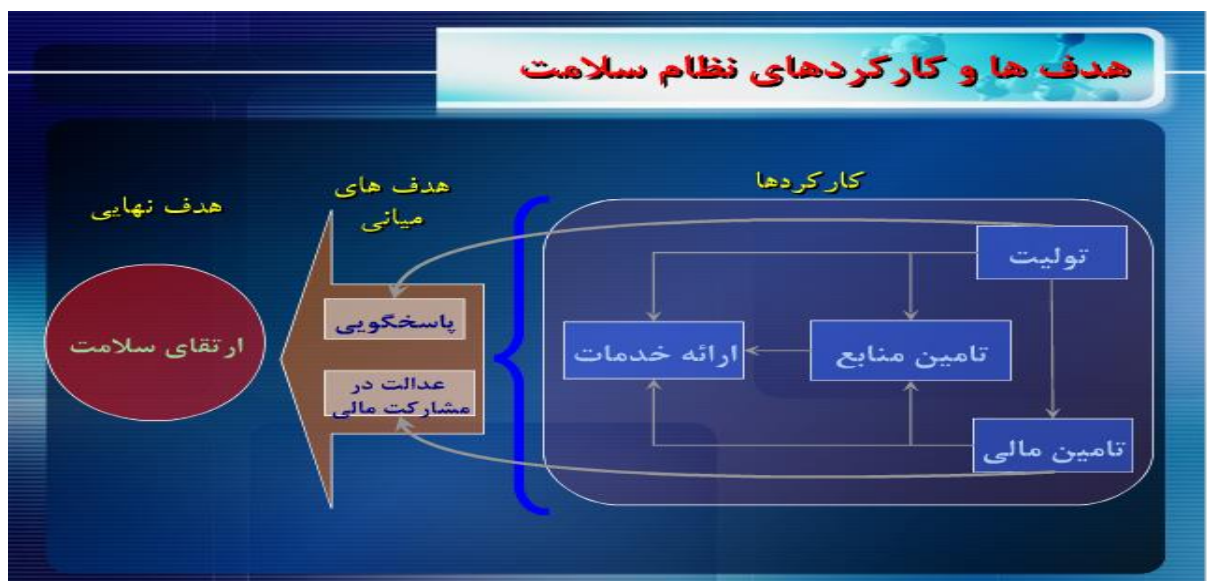 هدف ها و کارکردهای نظام سلامت
کارکردها
هدف های
میانی
هدف نهایی
تولیت
تامین منابع
ارائه خدمات
تامین مالی
پاسخگویی
عدالت در
مشارکت مالی
ارتقای سلامت